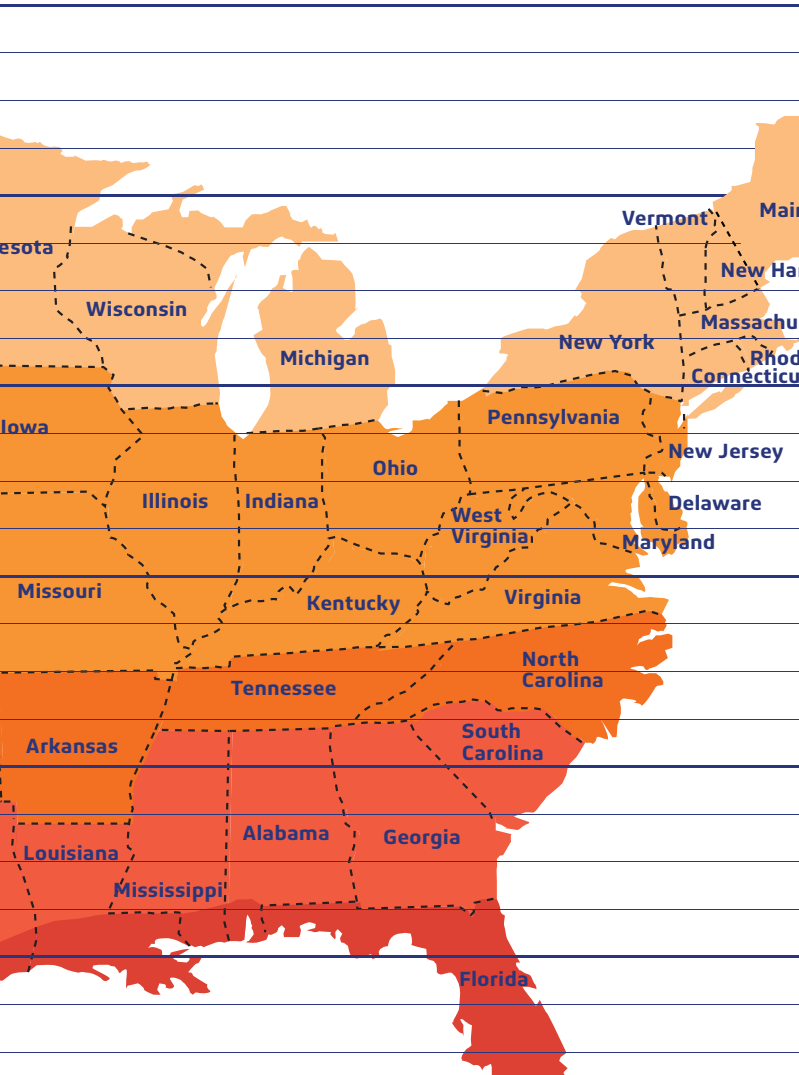 Vermont
Mai
esota
New Ha
Wisconsin
Massachu
New York
Michigan
Rhod
Connecticu
Pennsylvania
Iowa
New Jersey
Ohio
Illinois
Indiana
Delaware
West
Virginia
Maryland
Missouri
Kentucky
Virginia
North
Carolina
Tennessee
South
Carolina
Arkansas
Alabama
Georgia
Louisiana
Mississippi
Florida